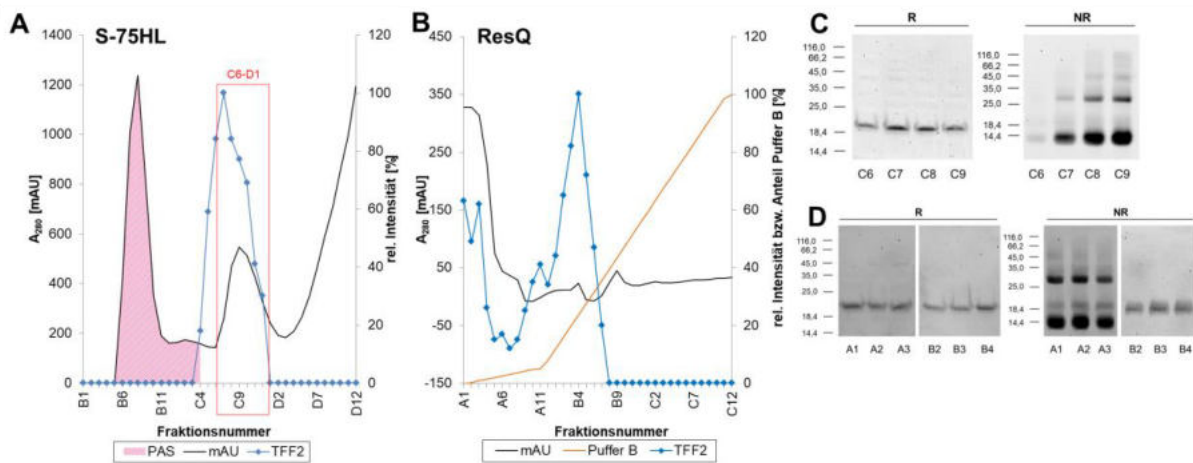 A
S-75HL
C6-D1
A280 [mAU]
1400
1200
1000
800
600
400
200
0
rel. Intensität [%]
120
100
80
60
40
20
0
B1 B6 B11 C4 C9 D2 D7 D12
Fraktionsnummer
PAS mAU TFF2
B
ResQ
A280 [mAU]
450
350
250
150
50
-50
-150
rel. Intensität bzw. Anteil Puffer B [%]
120
100
80
60
40
20
0
A1 A6 A11 B4 B9 C2 C7 C12
Fraktionsnummer
mAU Puffer B TFF2
C
R
NR
116,0
66,2
45,0
35,0
25,0
18,4
14,4
C6 C7 C8 C9
116,0
66,2
45,0
35,0
25,0
18,4
14,4
C6 C7 C8 C9
D
R
NR
116,0
66,2
45,0
35,0
25,0
18,4
14,4
A1 A2 A3 B2 B3 B4
116,0
66,2
45,0
35,0
25,0
18,4
14,4
A1 A2 A3 B2 B3 B4